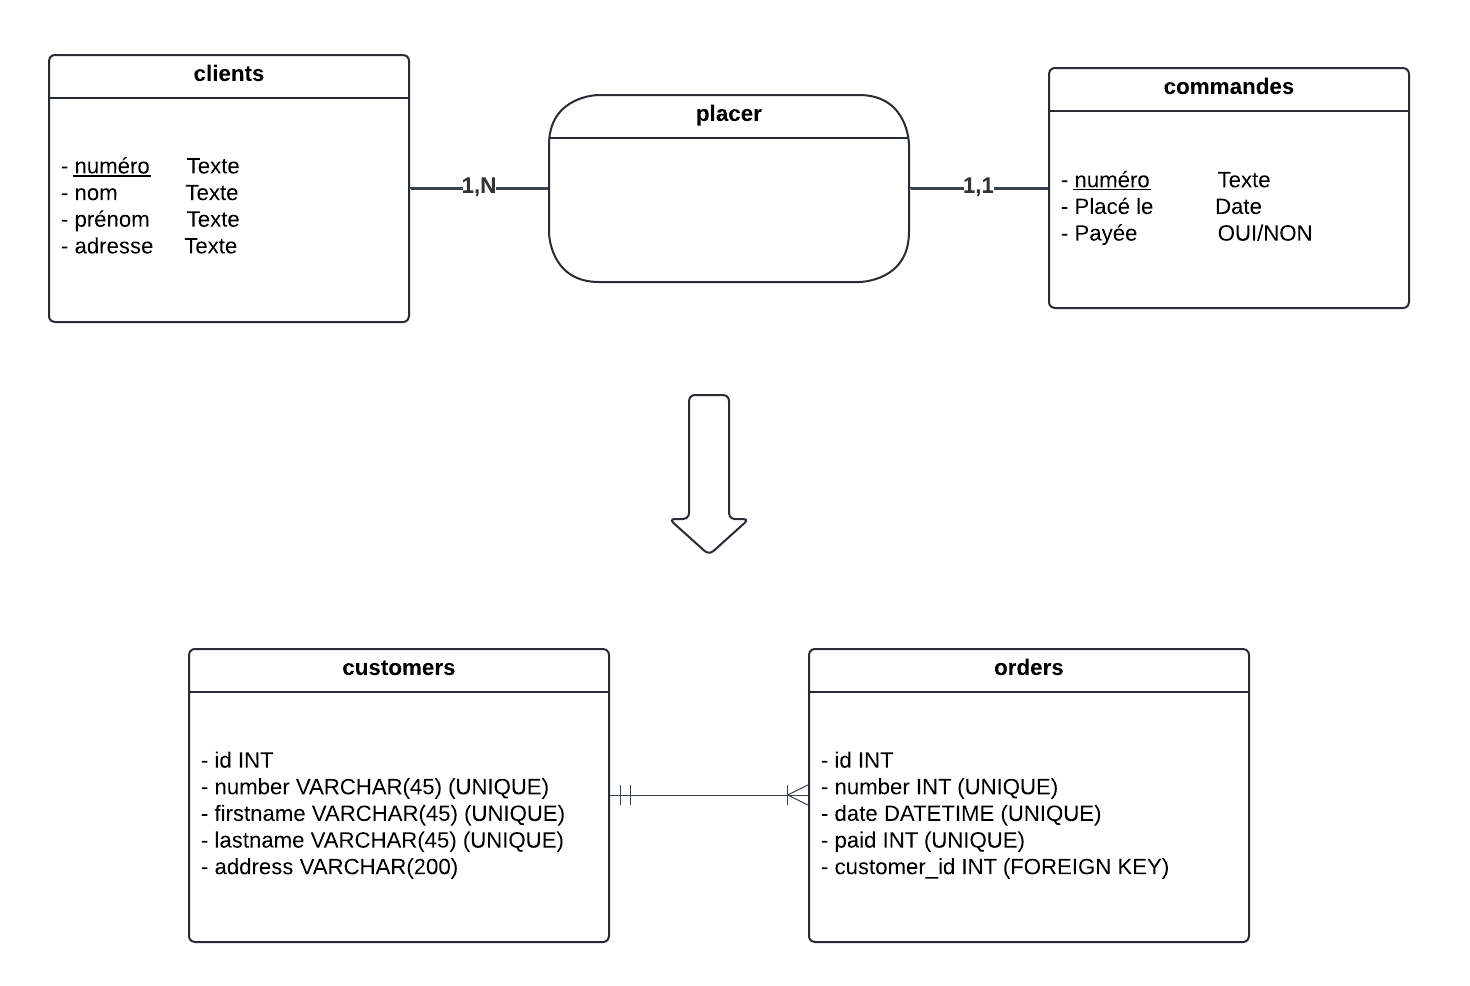 clients
- numéro Texte
- nom Texte
- prénom Texte
- adresse Texte
1,N
placer
1,1
commandes
- numéro Texte
- Placé le Date
- Payée OUI/NON
customers
- id INT
- number VARCHAR(45) (UNIQUE)
- firstname VARCHAR(45) (UNIQUE)
- lastname VARCHAR(45) (UNIQUE)
- address VARCHAR(200)
orders
- id INT
- number INT (UNIQUE)
- date DATETIME (UNIQUE)
- paid INT (UNIQUE)
- customer_id INT (FOREIGN KEY)